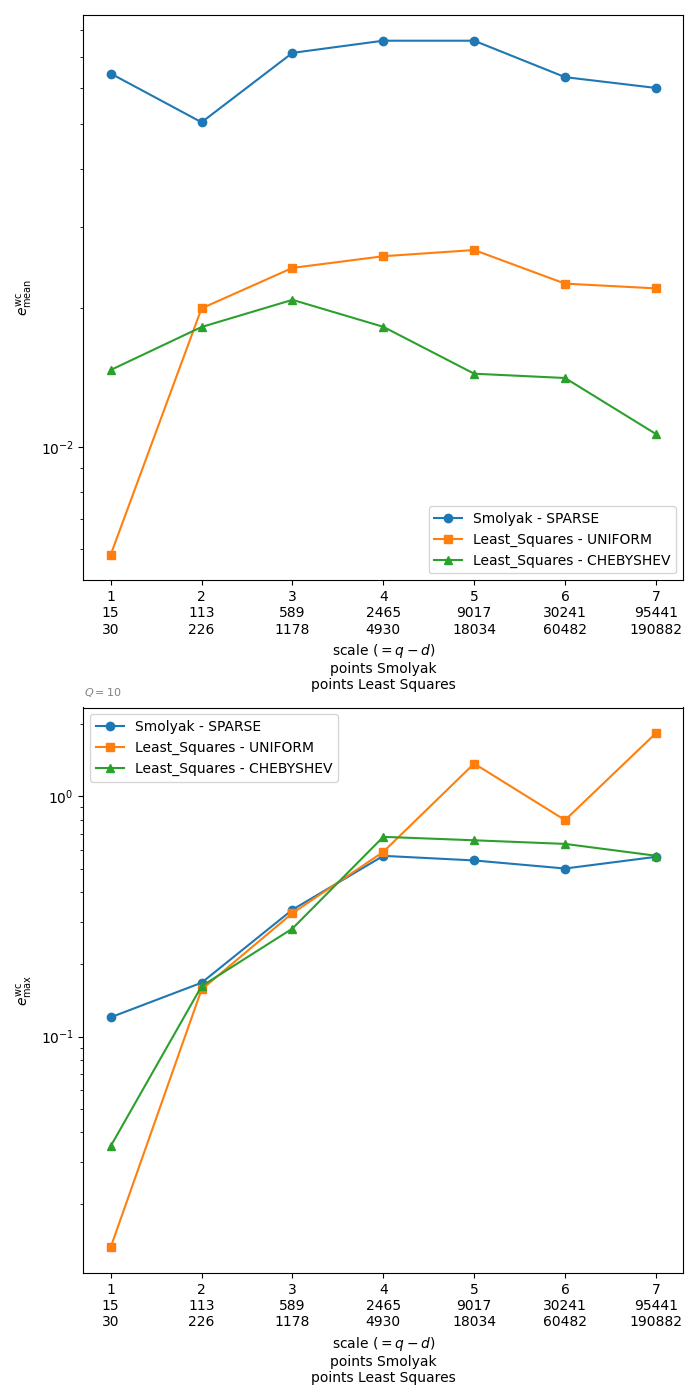 e^wc_mean
10^−2
Smolyak - SPARSE
Least_Squares - UNIFORM
Least_Squares - CHEBYSHEV
1 2 3 4 5 6 7
15 113 589 2465 9017 30241 95441
30 226 1178 4930 18034 60482 190882
scale (= q − d)
points Smolyak
points Least Squares
Q = 10
Smolyak - SPARSE
Least_Squares - UNIFORM
Least_Squares - CHEBYSHEV
10^0
e^wc_max
10^−1
1 2 3 4 5 6 7
15 113 589 2465 9017 30241 95441
30 226 1178 4930 18034 60482 190882
scale (= q − d)
points Smolyak
points Least Squares